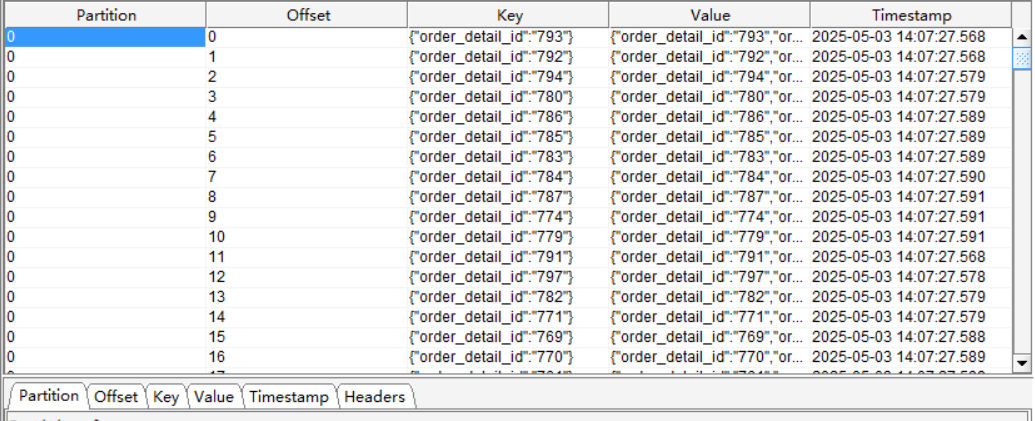 Partition Offset Key Value Timestamp
0 0 {"order_detail_id":"793"} {"order_detail_id":"793","or... 2025-05-03 14:07:27.568
0 1 {"order_detail_id":"792"} {"order_detail_id":"792","or... 2025-05-03 14:07:27.568
0 2 {"order_detail_id":"794"} {"order_detail_id":"794","or... 2025-05-03 14:07:27.579
0 3 {"order_detail_id":"780"} {"order_detail_id":"780","or... 2025-05-03 14:07:27.579
0 4 {"order_detail_id":"786"} {"order_detail_id":"786","or... 2025-05-03 14:07:27.589
0 5 {"order_detail_id":"785"} {"order_detail_id":"785","or... 2025-05-03 14:07:27.589
0 6 {"order_detail_id":"783"} {"order_detail_id":"783","or... 2025-05-03 14:07:27.589
0 7 {"order_detail_id":"784"} {"order_detail_id":"784","or... 2025-05-03 14:07:27.590
0 8 {"order_detail_id":"787"} {"order_detail_id":"787","or... 2025-05-03 14:07:27.591
0 9 {"order_detail_id":"774"} {"order_detail_id":"774","or... 2025-05-03 14:07:27.591
0 10 {"order_detail_id":"779"} {"order_detail_id":"779","or... 2025-05-03 14:07:27.591
0 11 {"order_detail_id":"791"} {"order_detail_id":"791","or... 2025-05-03 14:07:27.568
0 12 {"order_detail_id":"797"} {"order_detail_id":"797","or... 2025-05-03 14:07:27.578
0 13 {"order_detail_id":"782"} {"order_detail_id":"782","or... 2025-05-03 14:07:27.579
0 14 {"order_detail_id":"771"} {"order_detail_id":"771","or... 2025-05-03 14:07:27.579
0 15 {"order_detail_id":"769"} {"order_detail_id":"769","or... 2025-05-03 14:07:27.588
0 16 {"order_detail_id":"770"} {"order_detail_id":"770","or... 2025-05-03 14:07:27.589
Partition Offset Key Value Timestamp Headers